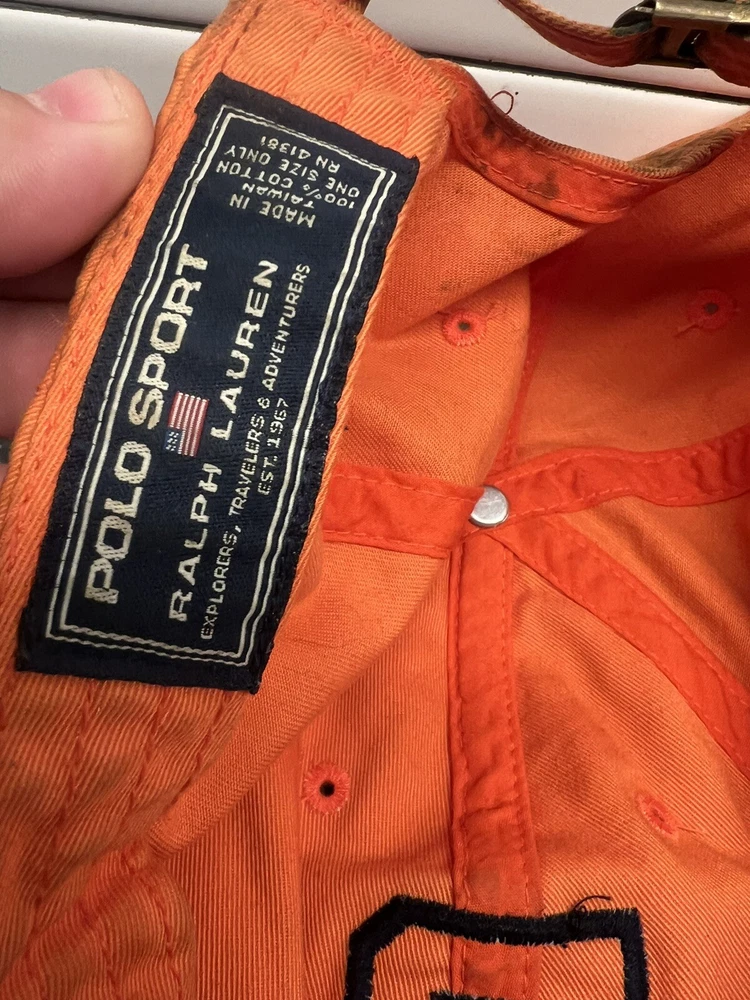 POLO SPORT
RALPH LAUREN
EXPLORERS, TRAVELERS & ADVENTURERS
EST. 1967
MADE IN
TAIWAN
100% COTTON
ONE SIZE ONLY
RN 41381